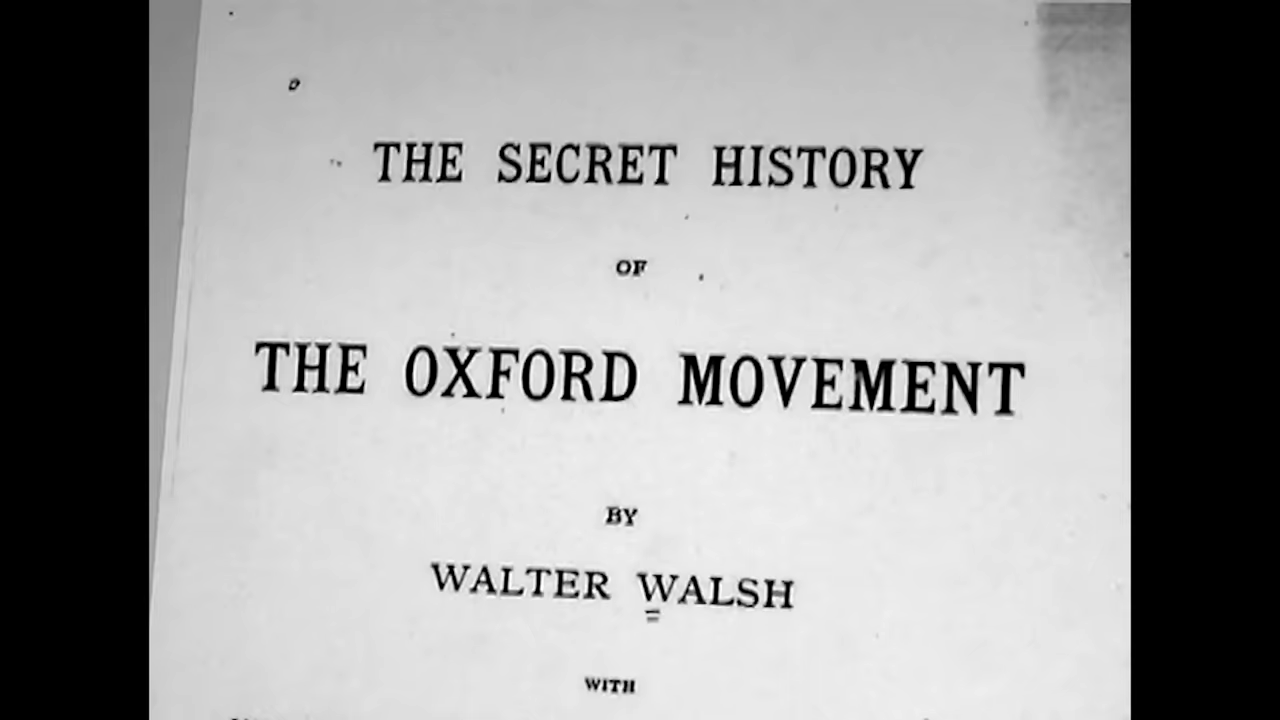 THE SECRET HISTORY
OF
THE OXFORD MOVEMENT
BY
WALTER WALSH
WITH